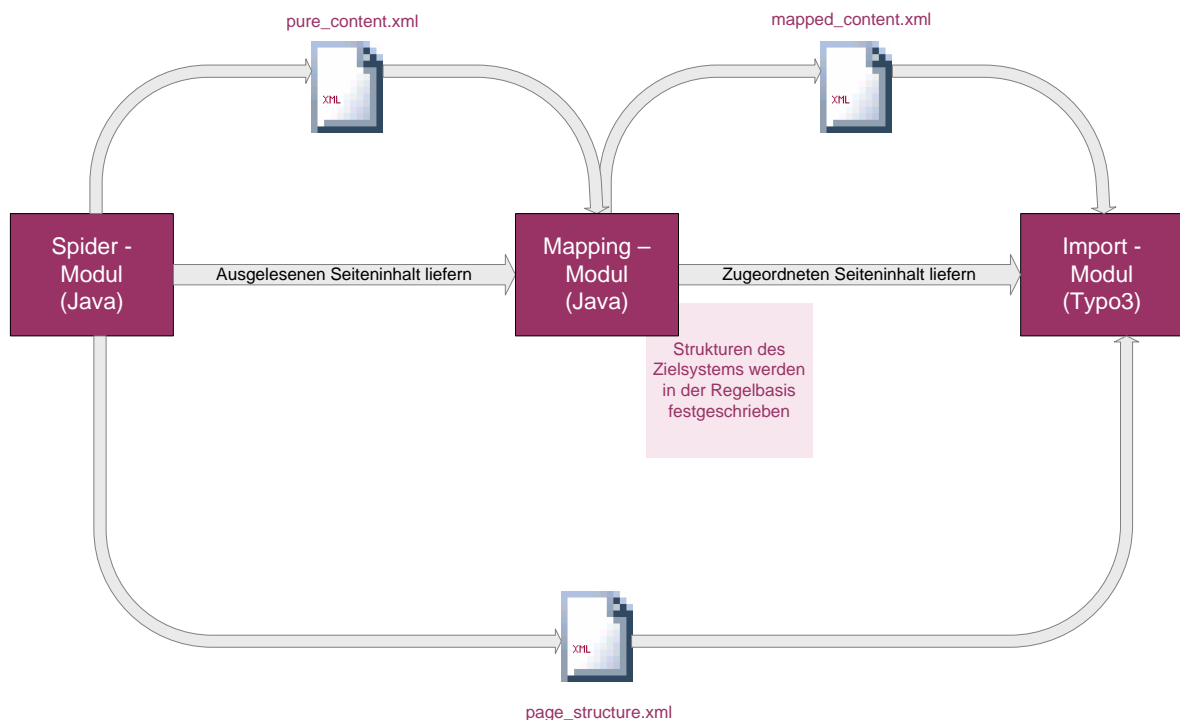 pure_content.xml
mapped_content.xml
XML
XML
Spider -
Modul
(Java)
Ausgelesenen Seiteninhalt liefern
Mapping –
Modul
(Java)
Zugeordneten Seiteninhalt liefern
Import -
Modul
(Typo3)
Strukturen des
Zielsystems werden
in der Regelbasis
festgeschrieben
XML
page_structure.xml